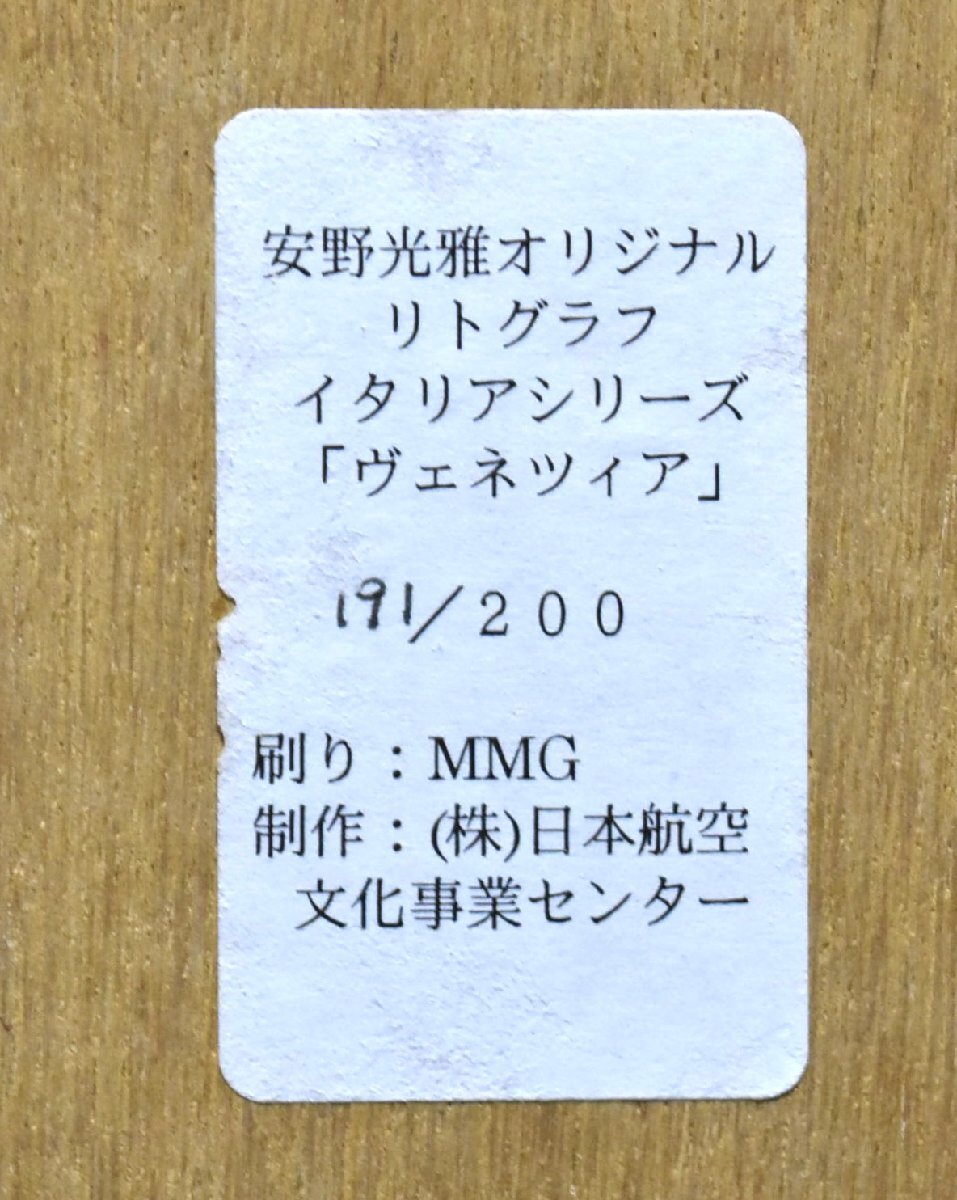 安野光雅オリジナル
リトグラフ
イタリアシリーズ
「ヴェネツィア」
191/２００
刷り：MMG
制作：(株)日本航空
文化事業センター